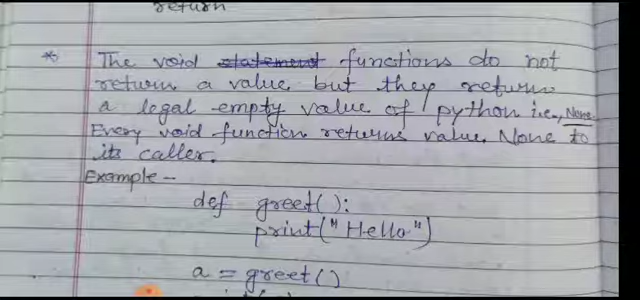 return
* The void statement functions do not
return a value but they return
a legal empty value of python i.e., None
Every void function returns value None to
its caller.
Example -
def greet():
print("Hello")
a = greet()